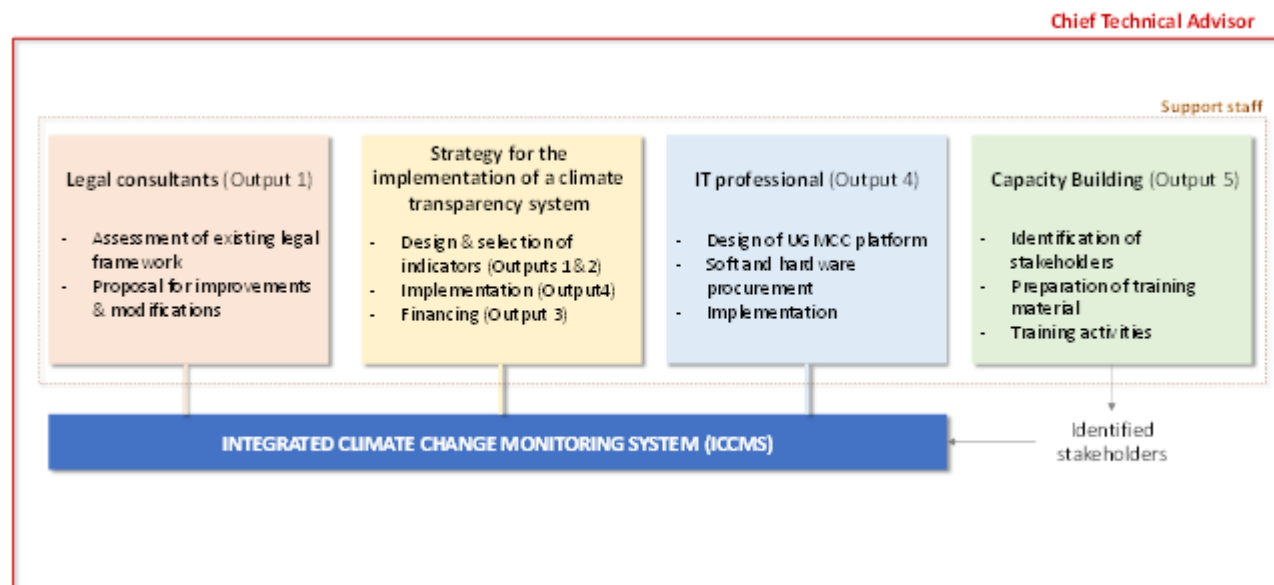 Chief Technical Advisor
Support staff
Legal consultants (Output 1)
- Assessment of existing legal
framework
- Proposal for improvements
& modifications
Strategy for the
implementation of a climate
transparency system
- Design & selection of
indicators (Outputs 1&2)
- Implementation (Output4)
- Financing (Output 3)
IT professional (Output 4)
- Design of UG MCC platform
- Soft and hardware
procurement
- Implementation
Capacity Building (Output 5)
- Identification of
stakeholders
- Preparation of training
material
- Training activities
INTEGRATED CLIMATE CHANGE MONITORING SYSTEM (ICCMS)
Identified
stakeholders